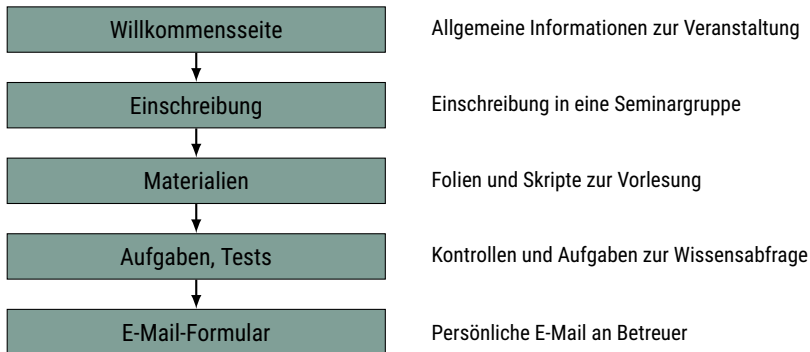 Willkommensseite
Allgemeine Informationen zur Veranstaltung
Einschreibung
Einschreibung in eine Seminargruppe
Materialien
Folien und Skripte zur Vorlesung
Aufgaben, Tests
Kontrollen und Aufgaben zur Wissensabfrage
E-Mail-Formular
Persönliche E-Mail an Betreuer